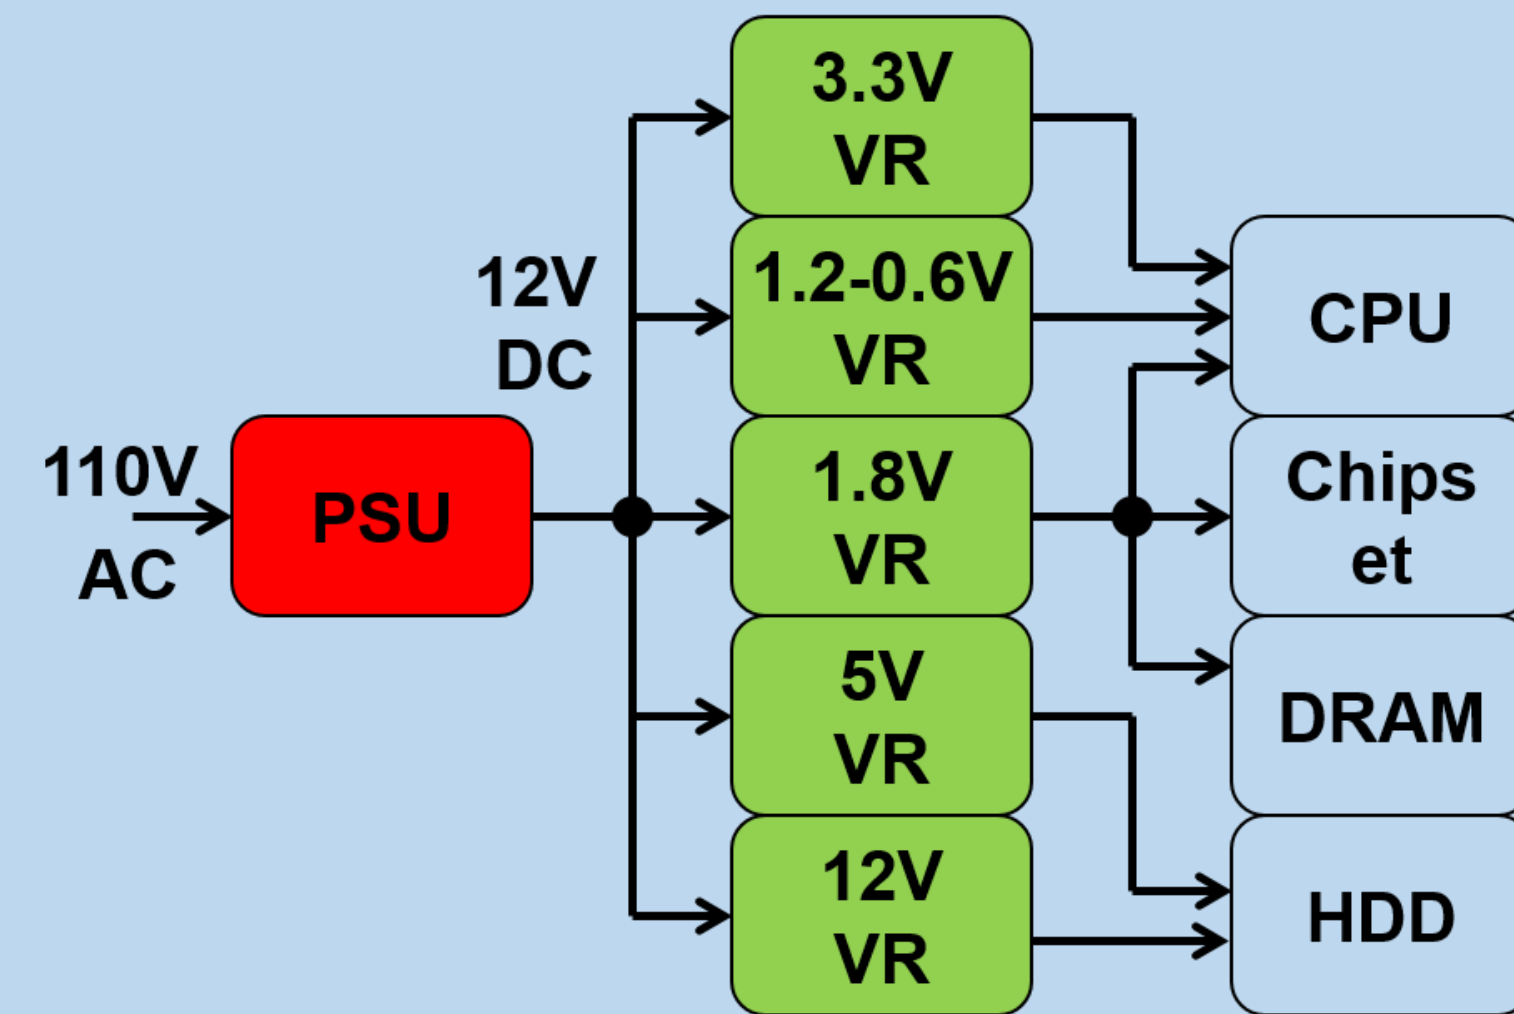 110V
AC
PSU
12V
DC
3.3V
VR
1.2-0.6V
VR
1.8V
VR
5V
VR
12V
VR
CPU
Chips
et
DRAM
HDD